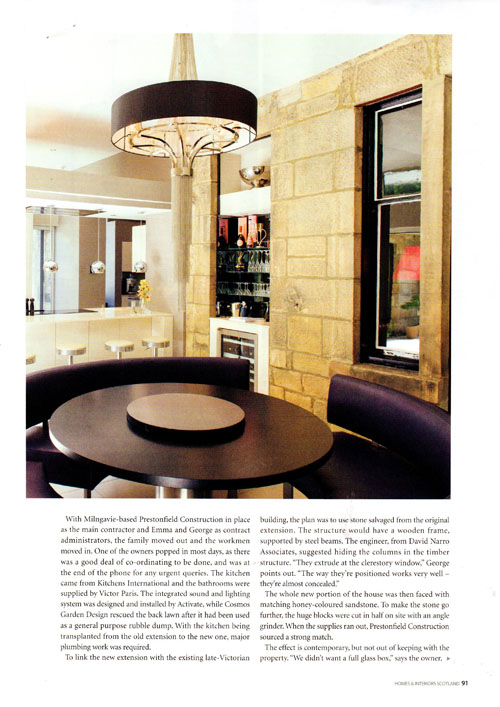 With Milngavie-based Prestonfield Construction in place
as the main contractor and Emma and George as contract
administrators, the family moved out and the workmen
moved in. One of the owners popped in most days, as there
was a good deal of co-ordinating to be done, and was at
the end of the phone for any urgent queries. The kitchen
came from Kitchens International and the bathrooms were
supplied by Victor Paris. The integrated sound and lighting
system was designed and installed by Activate, while Cosmos
Garden Design rescued the back lawn after it had been used
as a general purpose rubble dump. With the kitchen being
transplanted from the old extension to the new one, major
plumbing work was required.
To link the new extension with the existing late-Victorian
building, the plan was to use stone salvaged from the original
extension. The structure would have a wooden frame,
supported by steel beams. The engineer, from David Narro
Associates, suggested hiding the columns in the timber
structure. “They extrude at the clerestory window,” George
points out. “The way they’re positioned works very well –
they’re almost concealed.”
The whole new portion of the house was then faced with
matching honey-coloured sandstone. To make the stone go
further, the huge blocks were cut in half on site with an angle
grinder. When the supplies ran out, Prestonfield Construction
sourced a strong match.
The effect is contemporary, but not out of keeping with the
property. “We didn’t want a full glass box,” says the owner. ▸
HOMES & INTERIORS SCOTLAND 91